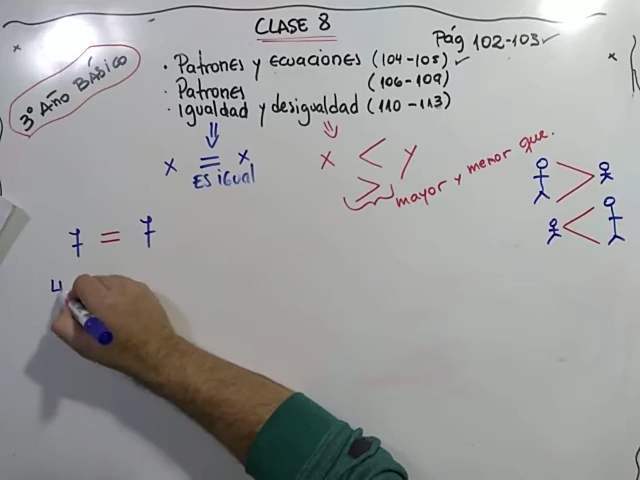 CLASE 8
Pág 102-103 ✓
3º AÑO BÁSICO
· Patrones y ecuaciones (104-105) ✓
· Patrones (106-109)
· Igualdad y desigualdad (110-113)
x = x
ES IGUAL
x < y
>
mayor y menor que.
>
<
7 = 7
4